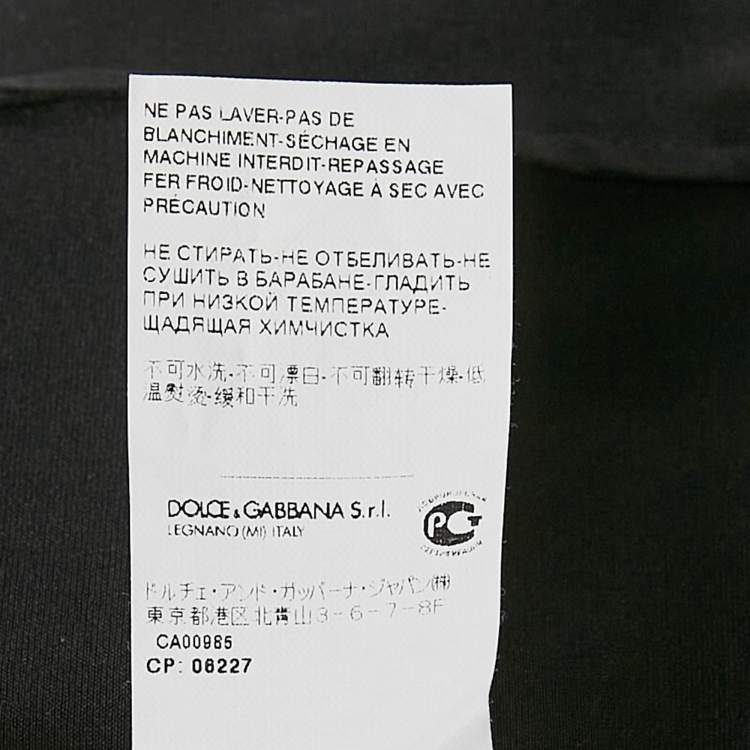 NE PAS LAVER-PAS DE
BLANCHIMENT-SÉCHAGE EN
MACHINE INTERDIT-REPASSAGE
FER FROID-NETTOYAGE À SEC AVEC
PRÉCAUTION
НЕ СТИРАТЬ-НЕ ОТБЕЛИВАТЬ-НЕ
СУШИТЬ В БАРАБАНЕ-ГЛАДИТЬ
ПРИ НИЗКОЙ ТЕМПЕРАТУРЕ-
ЩАДЯЩАЯ ХИМЧИСТКА
不可水洗-不可漂白-不可翻转干燥-低
温熨烫-缓和干洗
DOLCE & GABBANA S.r.l.
LEGNANO (MI) ITALY
РСТ
ドルチェ・アンド・ガッバーナ・ジャパン(株)
東京都港区北青山3-6-7-8F
CA00985
CP: 06227